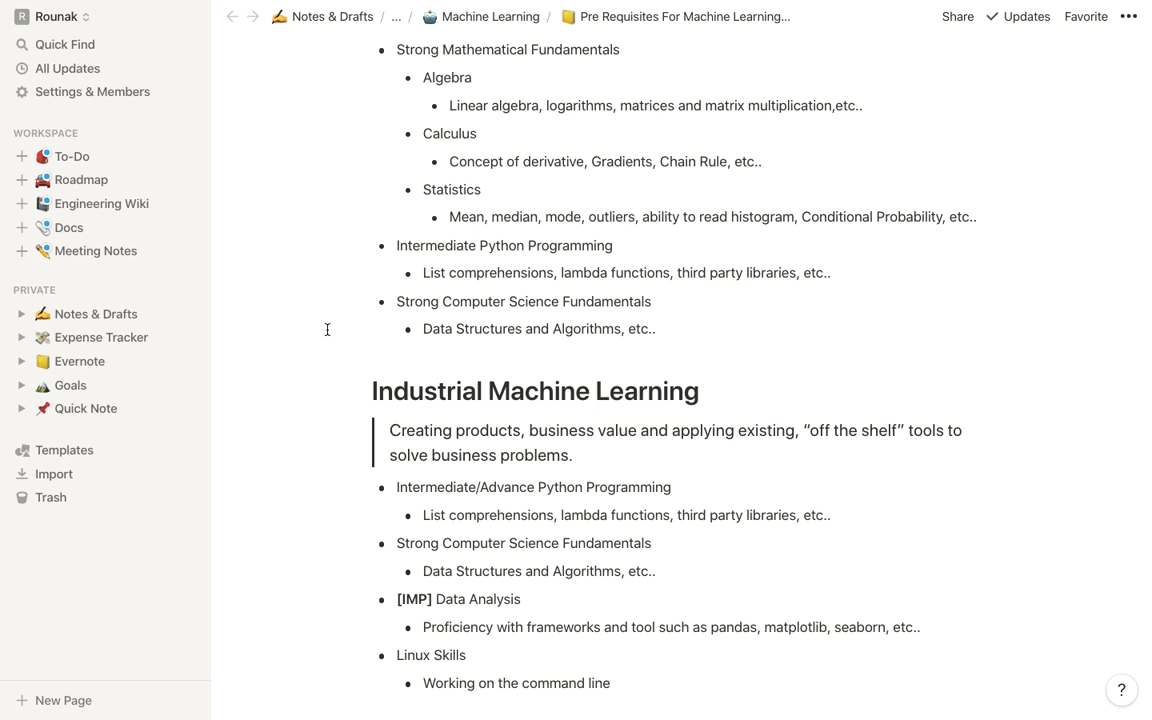 R Rounak
Quick Find
All Updates
Settings & Members
WORKSPACE
To-Do
Roadmap
Engineering Wiki
Docs
Meeting Notes
PRIVATE
Notes & Drafts
Expense Tracker
Evernote
Goals
Quick Note
Templates
Import
Trash
New Page
Notes & Drafts / ... / Machine Learning / Pre Requisites For Machine Learning... Share Updates Favorite
Strong Mathematical Fundamentals
Algebra
Linear algebra, logarithms, matrices and matrix multiplication,etc..
Calculus
Concept of derivative, Gradients, Chain Rule, etc..
Statistics
Mean, median, mode, outliers, ability to read histogram, Conditional Probability, etc..
Intermediate Python Programming
List comprehensions, lambda functions, third party libraries, etc..
Strong Computer Science Fundamentals
Data Structures and Algorithms, etc..
Industrial Machine Learning
Creating products, business value and applying existing, “off the shelf” tools to
solve business problems.
Intermediate/Advance Python Programming
List comprehensions, lambda functions, third party libraries, etc..
Strong Computer Science Fundamentals
Data Structures and Algorithms, etc..
[IMP] Data Analysis
Proficiency with frameworks and tool such as pandas, matplotlib, seaborn, etc..
Linux Skills
Working on the command line
?